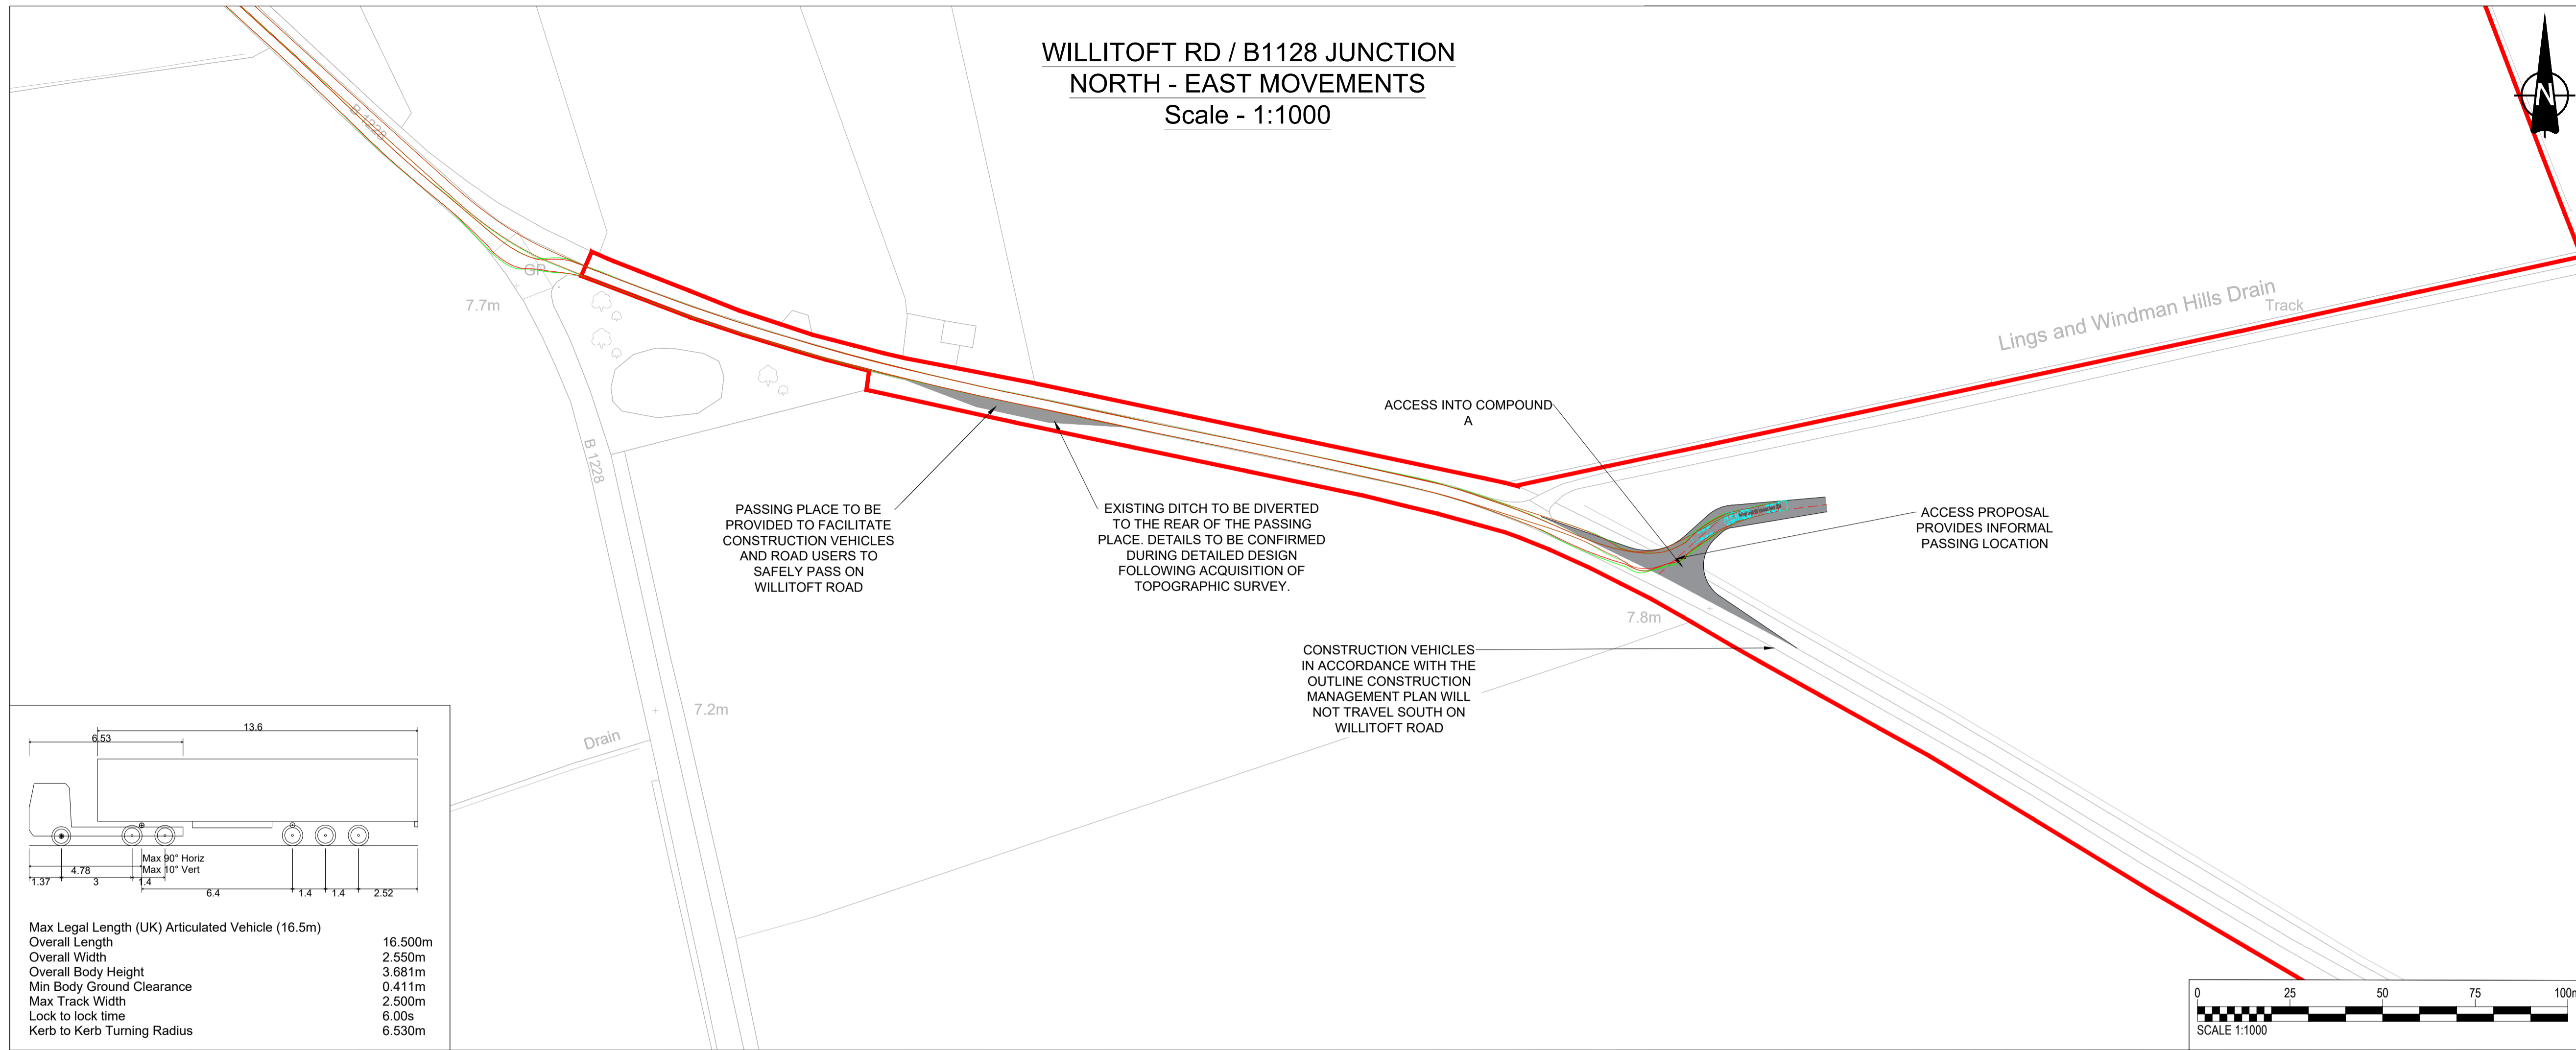 WILLITOFT RD / B1128 JUNCTION
NORTH - EAST MOVEMENTS
Scale - 1:1000
N
B 1228
GP
7.7m
Lings and Windman Hills Drain
Track
ACCESS INTO COMPOUND
A
B 1228
PASSING PLACE TO BE
PROVIDED TO FACILITATE
CONSTRUCTION VEHICLES
AND ROAD USERS TO
SAFELY PASS ON
WILLITOFT ROAD
EXISTING DITCH TO BE DIVERTED
TO THE REAR OF THE PASSING
PLACE. DETAILS TO BE CONFIRMED
DURING DETAILED DESIGN
FOLLOWING ACQUISITION OF
TOPOGRAPHIC SURVEY.
ACCESS PROPOSAL
PROVIDES INFORMAL
PASSING LOCATION
7.8m
CONSTRUCTION VEHICLES
IN ACCORDANCE WITH THE
OUTLINE CONSTRUCTION
MANAGEMENT PLAN WILL
NOT TRAVEL SOUTH ON
WILLITOFT ROAD
7.2m
Drain
13.6
6.53
Max 90° Horiz
Max 10° Vert
4.78
1.37
3
1.4
6.4
1.4
1.4
2.52
Max Legal Length (UK) Articulated Vehicle (16.5m)
Overall Length 16.500m
Overall Width 2.550m
Overall Body Height 3.681m
Min Body Ground Clearance 0.411m
Max Track Width 2.500m
Lock to lock time 6.00s
Kerb to Kerb Turning Radius 6.530m
0 25 50 75 100m
SCALE 1:1000